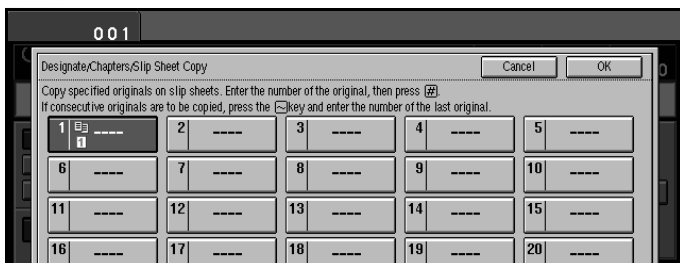 001
Designate/Chapters/Slip Sheet Copy Cancel OK
Copy specified originals on slip sheets. Enter the number of the original, then press #.
If consecutive originals are to be copied, press the ~key and enter the number of the last original.
1 ---- 2 ---- 3 ---- 4 ---- 5 ----
1
6 ---- 7 ---- 8 ---- 9 ---- 10 ----
11 ---- 12 ---- 13 ---- 14 ---- 15 ----
16 ---- 17 ---- 18 ---- 19 ---- 20 ----